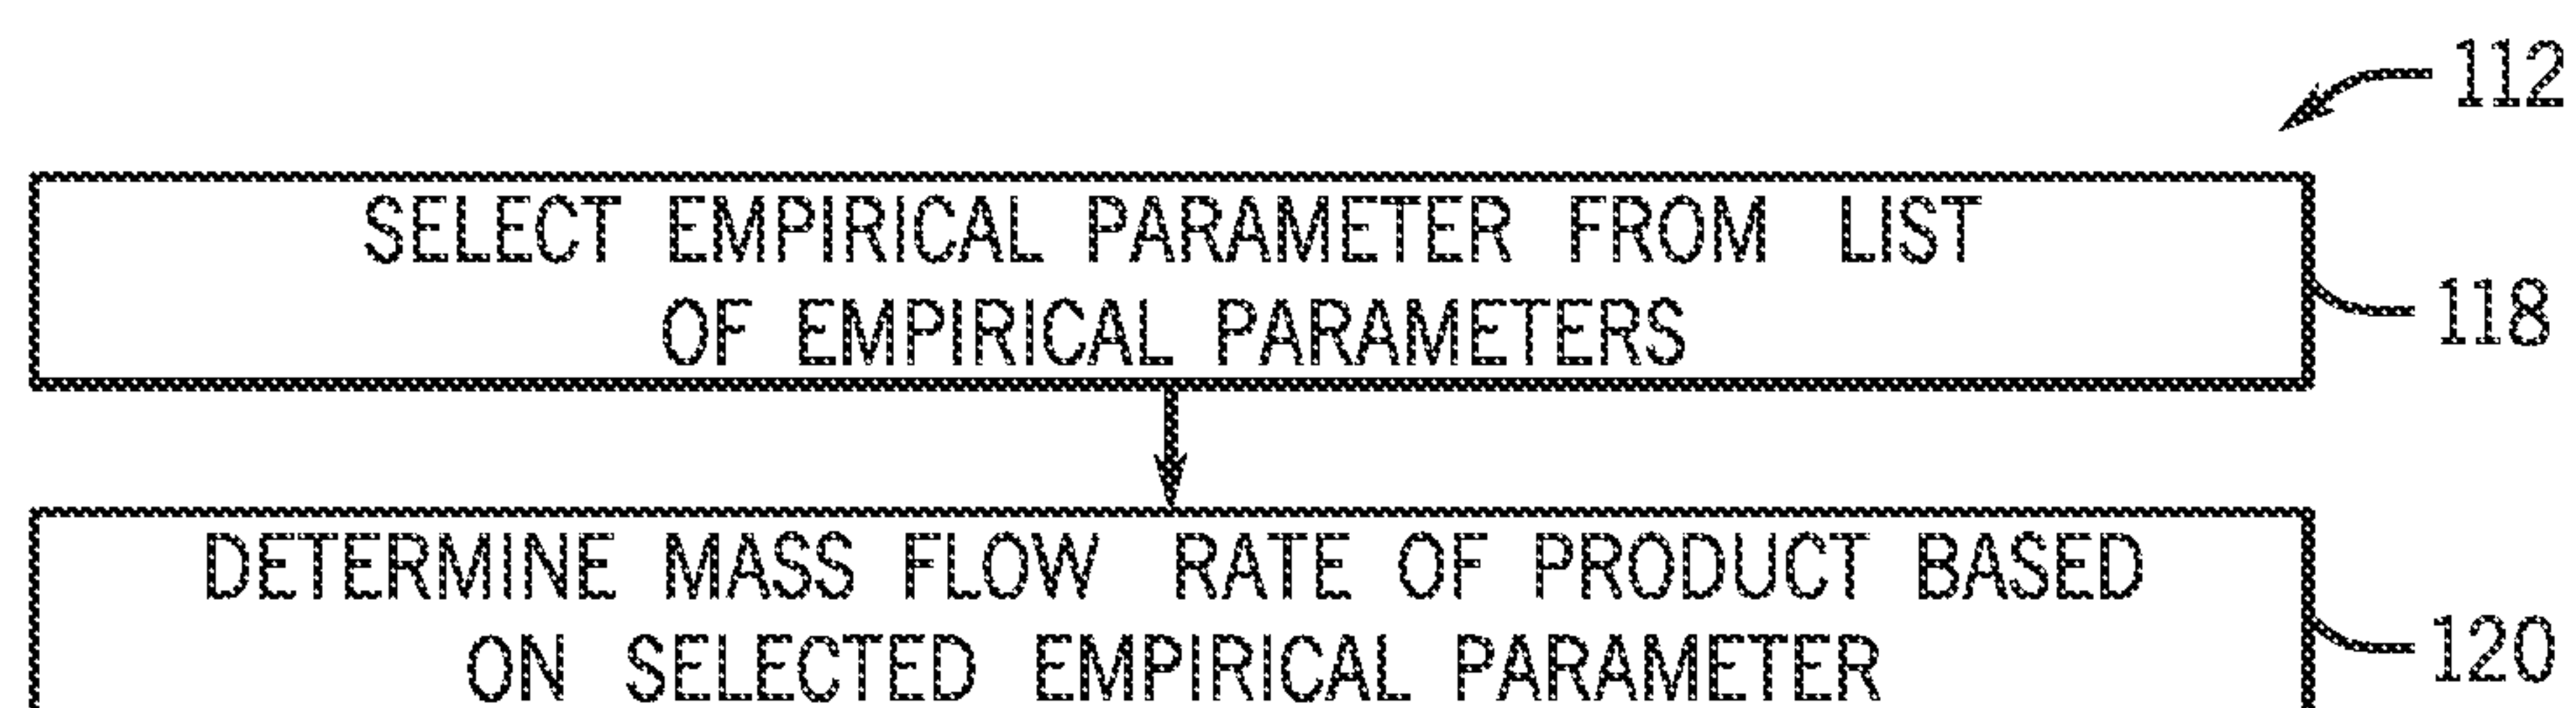 112
SELECT EMPIRICAL PARAMETER FROM LIST
OF EMPIRICAL PARAMETERS
118
DETERMINE MASS FLOW RATE OF PRODUCT BASED
ON SELECTED EMPIRICAL PARAMETER
120